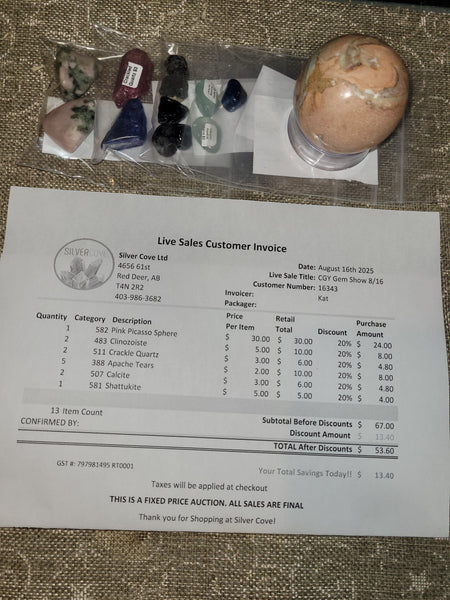 Crackle
Quartz $3
Live Sales Customer Invoice
SILVER COVE
Silver Cove Ltd
4656 61st
Red Deer, AB
T4N 2R2
403-986-3682
Date: August 16th 2025
Live Sale Title: CGY Gem Show 8/16
Customer Number: 16343
Invoicer: Kat
Packager:
Quantity Category Description Price Per Item Retail Total Discount Purchase Amount
1 582 Pink Picasso Sphere $ 30.00 $ 30.00 20% $ 24.00
2 483 Clinozoiste $ 5.00 $ 10.00 20% $ 8.00
2 511 Crackle Quartz $ 3.00 $ 6.00 20% $ 4.80
5 388 Apache Tears $ 2.00 $ 10.00 20% $ 8.00
2 507 Calcite $ 3.00 $ 6.00 20% $ 4.80
1 581 Shattukite $ 5.00 $ 5.00 20% $ 4.00
13 Item Count
Subtotal Before Discounts $ 67.00
CONFIRMED BY:
Discount Amount $ 13.40
TOTAL After Discounts $ 53.60
GST #: 797981495 RT0001
Your Total Savings Today!! $ 13.40
Taxes will be applied at checkout
THIS IS A FIXED PRICE AUCTION. ALL SALES ARE FINAL
Thank you for Shopping at Silver Cove!